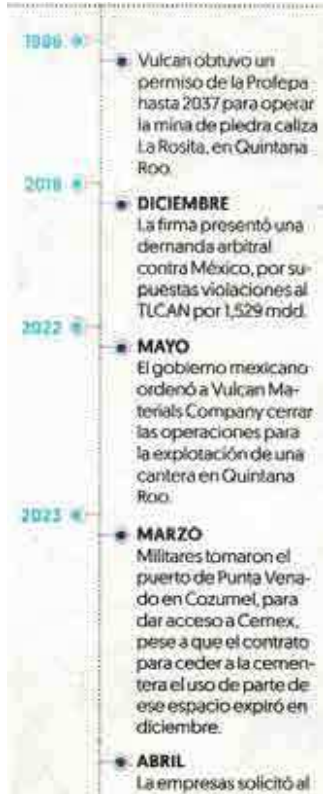 1986
Vulcan obtuvo un
permiso de la Profepa
hasta 2037 para operar
la mina de piedra caliza
La Rosita, en Quintana
Roo.
2018
DICIEMBRE
La firma presentó una
demanda arbitral
contra México, por su-
puestas violaciones al
TLCAN por 1,529 mdd.
2022
MAYO
El gobierno mexicano
ordenó a Vulcan Ma-
terials Company cerrar
las operaciones para
la explotación de una
cantera en Quintana
Roo.
2023
MARZO
Militares tomaron el
puerto de Punta Vena-
do en Cozumel, para
dar acceso a Cemex,
pese a que el contrato
para ceder a la cemen-
tera el uso de parte de
ese espacio expiró en
diciembre.
ABRIL
La empresas solicitó al